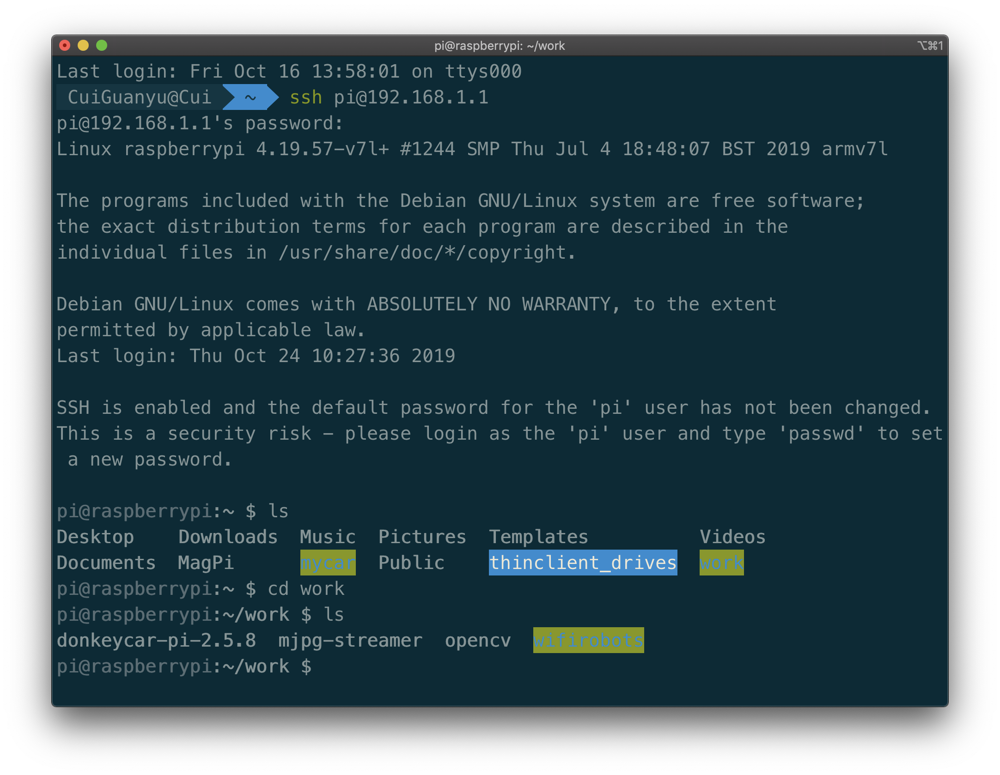 pi@raspberrypi: ~/work ⌥⌘1
Last login: Fri Oct 16 13:58:01 on ttys000
CuiGuanyu@Cui ~ ssh pi@192.168.1.1
pi@192.168.1.1's password:
Linux raspberrypi 4.19.57-v7l+ #1244 SMP Thu Jul 4 18:48:07 BST 2019 armv7l
The programs included with the Debian GNU/Linux system are free software;
the exact distribution terms for each program are described in the
individual files in /usr/share/doc/*/copyright.
Debian GNU/Linux comes with ABSOLUTELY NO WARRANTY, to the extent
permitted by applicable law.
Last login: Thu Oct 24 10:27:36 2019
SSH is enabled and the default password for the 'pi' user has not been changed.
This is a security risk - please login as the 'pi' user and type 'passwd' to set
a new password.
pi@raspberrypi:~ $ ls
Desktop Downloads Music Pictures Templates Videos
Documents MagPi mycar Public thinclient_drives work
pi@raspberrypi:~ $ cd work
pi@raspberrypi:~/work $ ls
donkeycar-pi-2.5.8 mjpg-streamer opencv wifirobots
pi@raspberrypi:~/work $